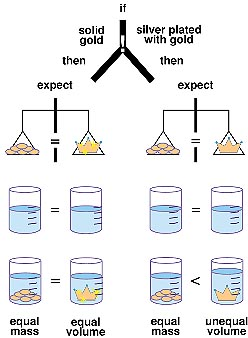 if
solid
gold
silver plated
with gold
then
then
expect
expect
=
=
=
=
=
<
equal
mass
equal
volume
equal
mass
unequal
volume